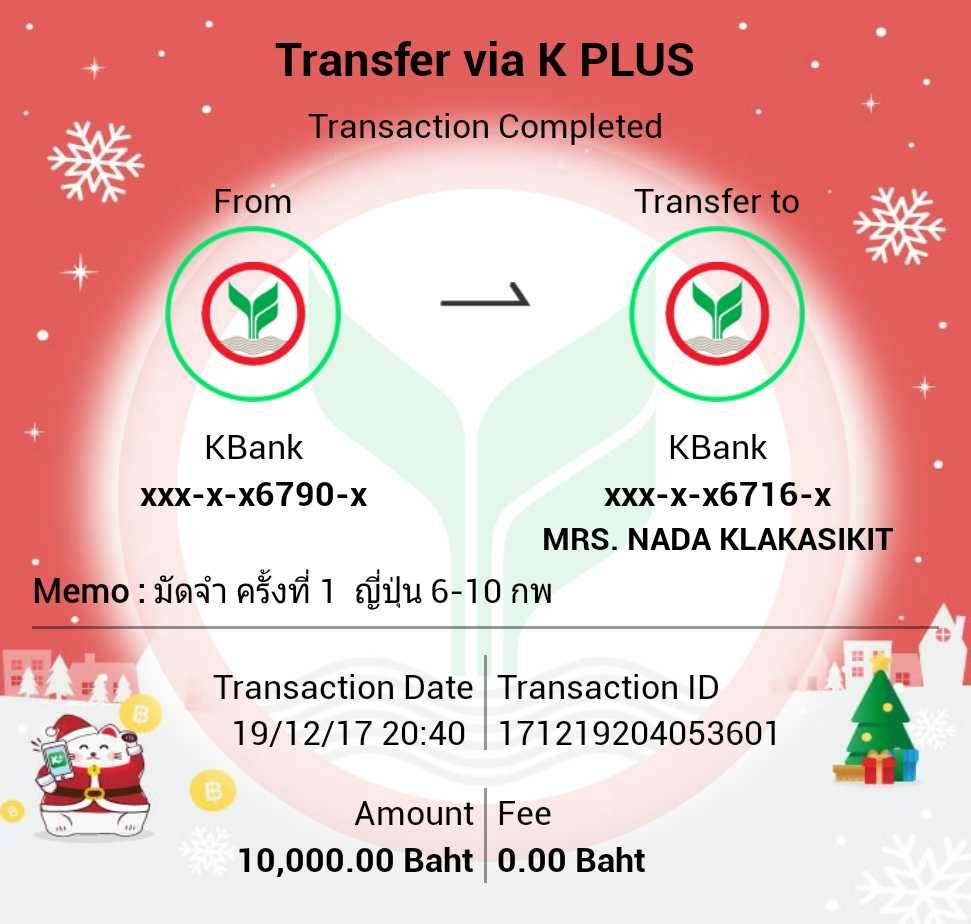 Transfer via K PLUS
Transaction Completed
From
Transfer to
KBank
xxx-x-x6790-x
KBank
xxx-x-x6716-x
MRS. NADA KLAKASIKIT
Memo : มัดจำ ครั้งที่ 1 ญี่ปุ่น 6-10 กพ
Transaction Date
19/12/17 20:40
Transaction ID
171219204053601
Amount
10,000.00 Baht
Fee
0.00 Baht